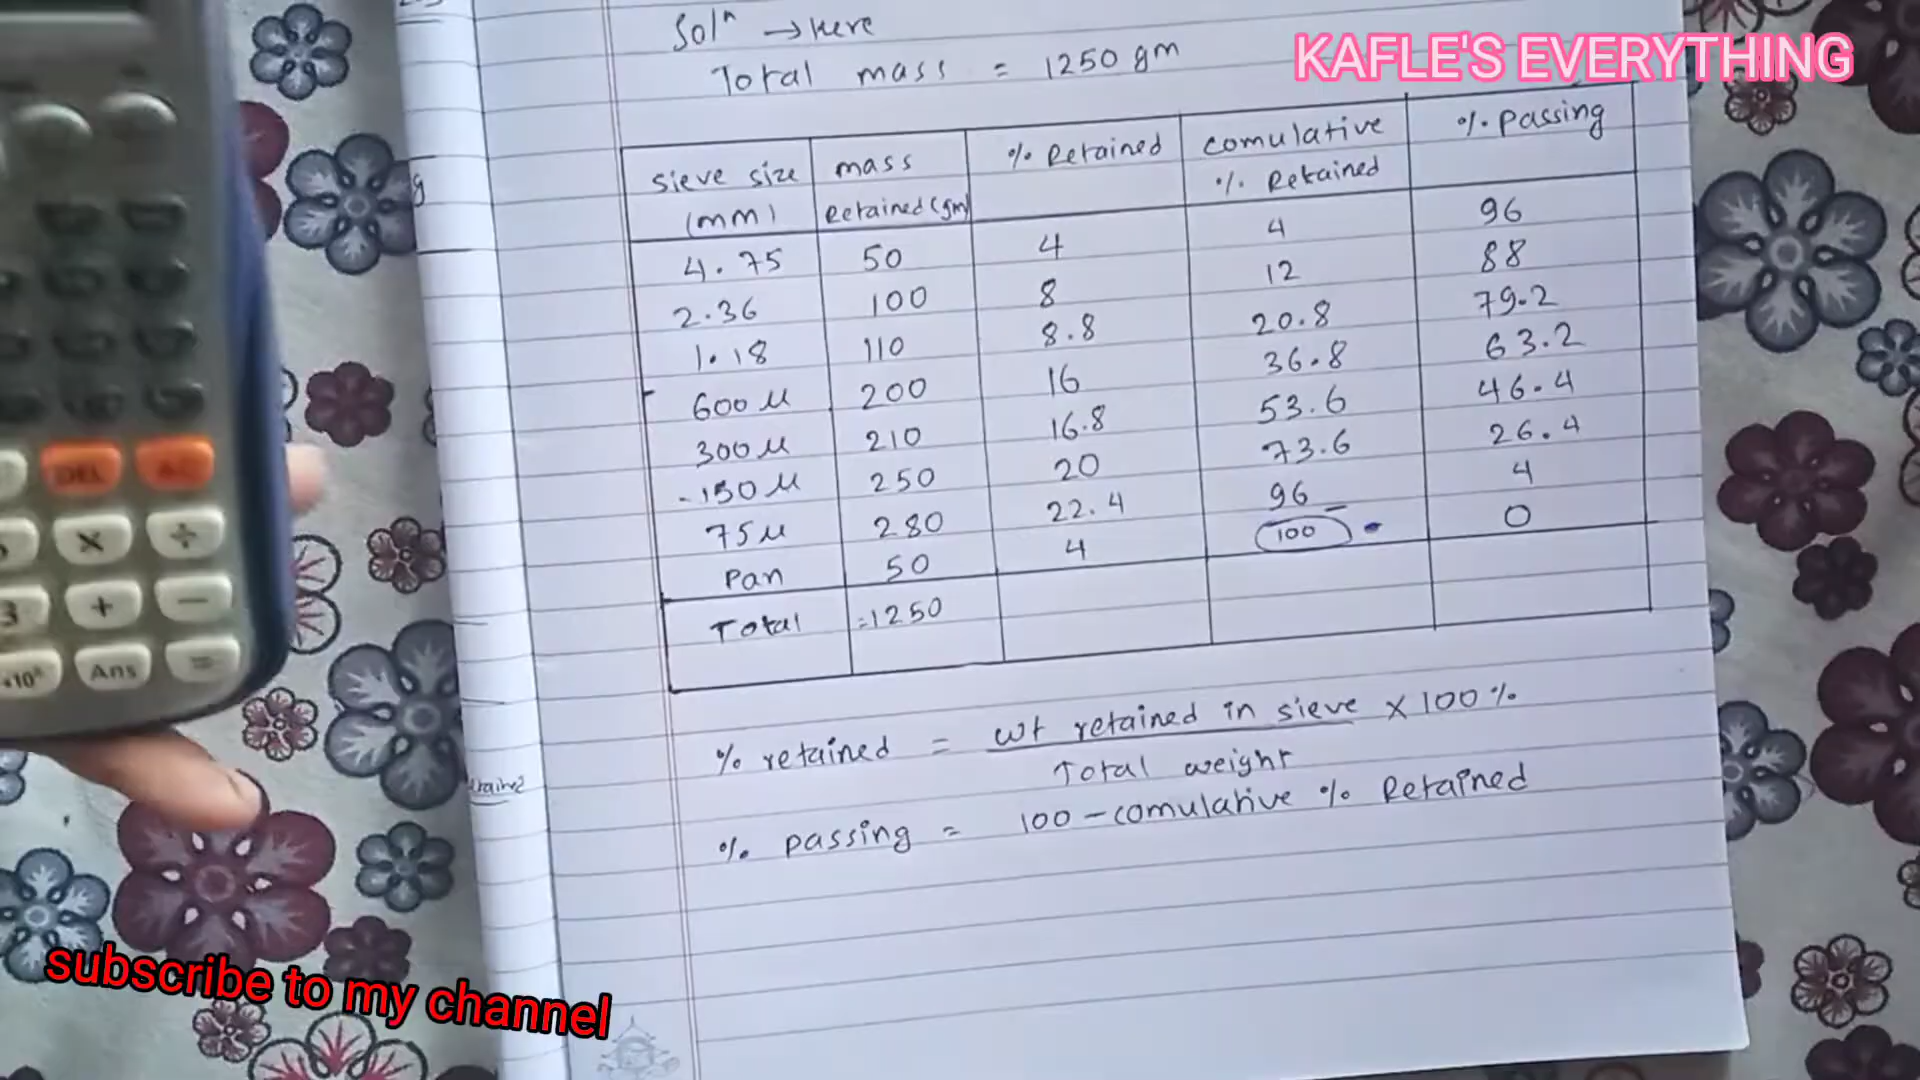 Solⁿ → Here
Total mass = 1250 gm
KAFLE'S EVERYTHING
sieve size (mm) | mass Retained (gm) | % Retained | comulative % Retained | % Passing
4.75 | 50 | 4 | 4 | 96
2.36 | 100 | 8 | 12 | 88
1.18 | 110 | 8.8 | 20.8 | 79.2
600 μ | 200 | 16 | 36.8 | 63.2
300 μ | 210 | 16.8 | 53.6 | 46.4
150 μ | 250 | 20 | 73.6 | 26.4
75 μ | 280 | 22.4 | 96 | 4
Pan | 50 | 4 | 100 | 0
Total | =1250
% retained = wt retained in sieve / Total weight × 100 %
% passing = 100 - comulative % Retained
DEL
× ÷
3 + −
Ans =
subscribe to my channel